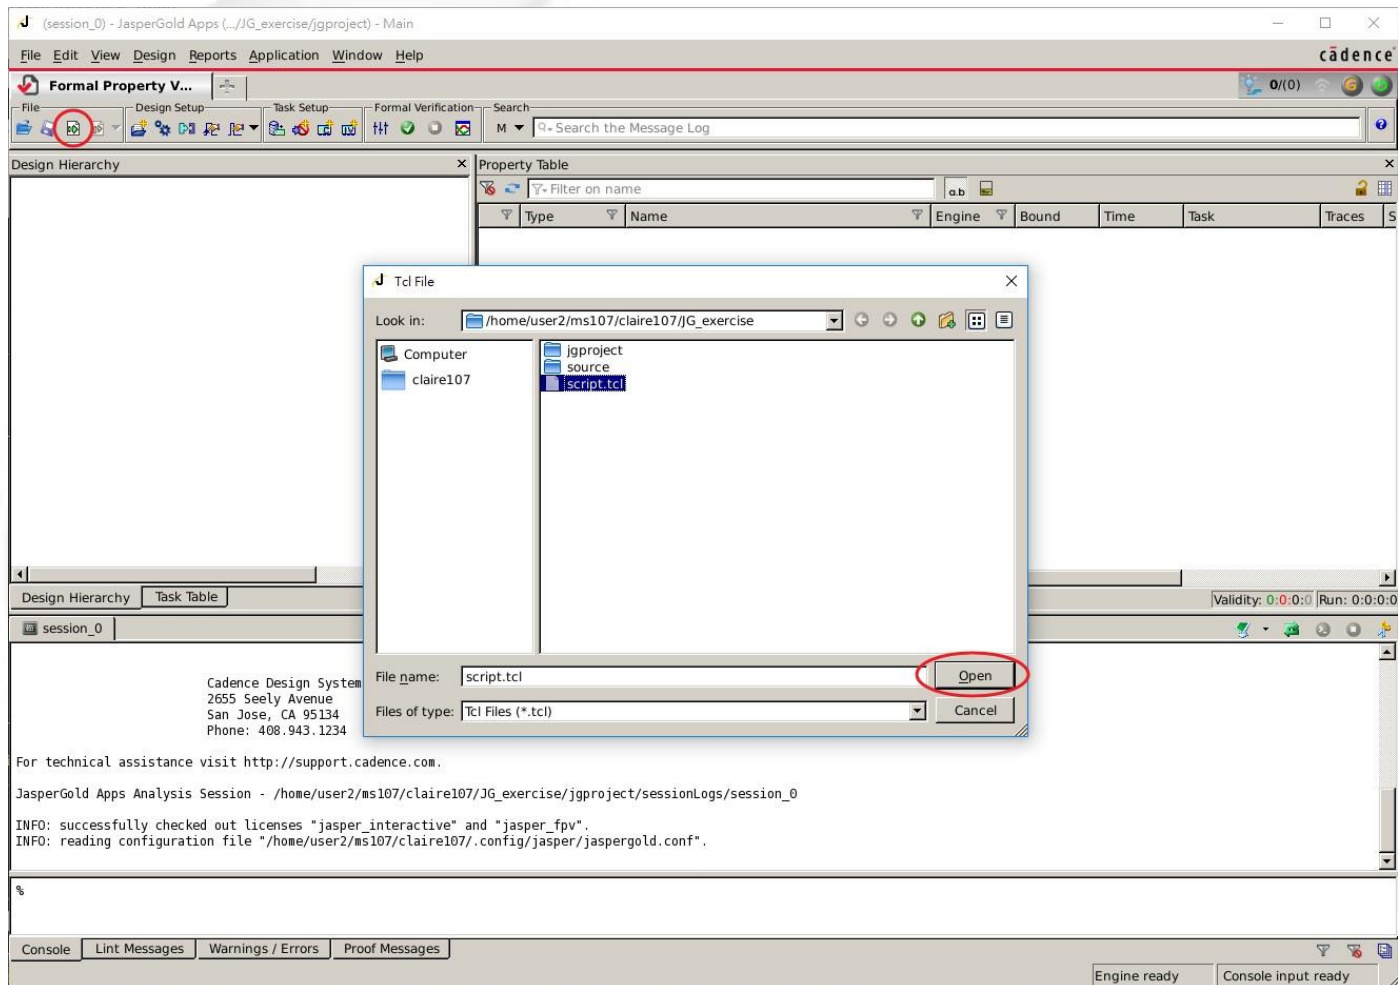 (session_0) - JasperGold Apps (.../JG_exercise/jgproject) - Main
File Edit View Design Reports Application Window Help
cādence
Formal Property V...
0/(0)
File Design Setup Task Setup Formal Verification Search
M Search the Message Log
Design Hierarchy
Property Table
Filter on name
a.b
Type Name Engine Bound Time Task Traces S
Tcl File
Look in: /home/user2/ms107/claire107/JG_exercise
Computer
claire107
jgproject
source
script.tcl
File name: script.tcl Open
Files of type: Tcl Files (*.tcl) Cancel
Design Hierarchy Task Table
Validity: 0:0:0:0 Run: 0:0:0:0
session_0
Cadence Design System
2655 Seely Avenue
San Jose, CA 95134
Phone: 408.943.1234
For technical assistance visit http://support.cadence.com.
JasperGold Apps Analysis Session - /home/user2/ms107/claire107/JG_exercise/jgproject/sessionLogs/session_0
INFO: successfully checked out licenses "jasper_interactive" and "jasper_fpv".
INFO: reading configuration file "/home/user2/ms107/claire107/.config/jasper/jaspergold.conf".
%
Console Lint Messages Warnings / Errors Proof Messages
Engine ready Console input ready